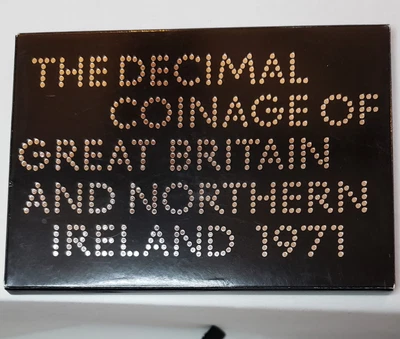 THE DECIMAL
COINAGE OF
GREAT BRITAIN
AND NORTHERN
IRELAND 1971